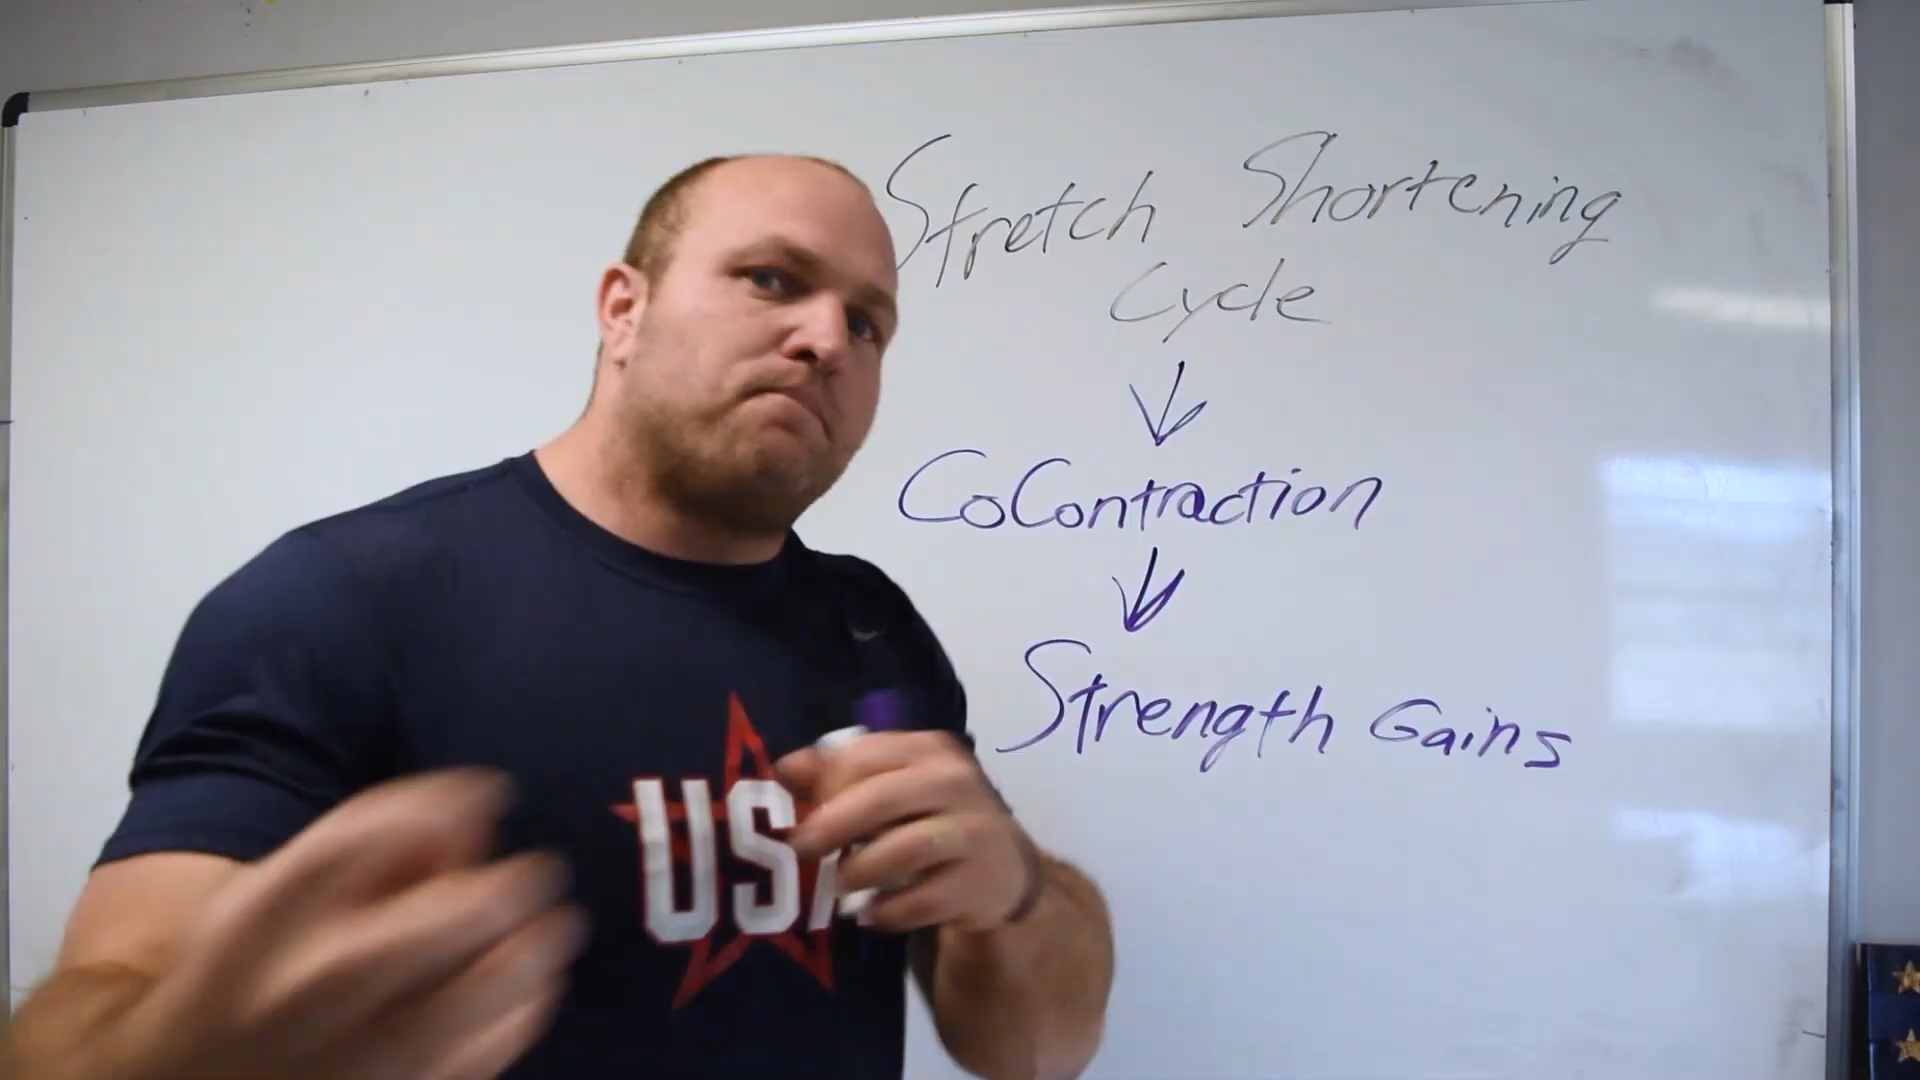 Stretch Shortening
Cycle
CoContraction
Strength Gains
USA